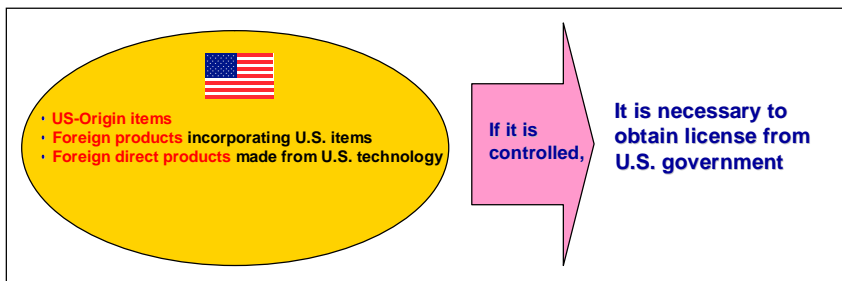 · US-Origin items
· Foreign products incorporating U.S. items
· Foreign direct products made from U.S. technology
If it is
controlled,
It is necessary to
obtain license from
U.S. government